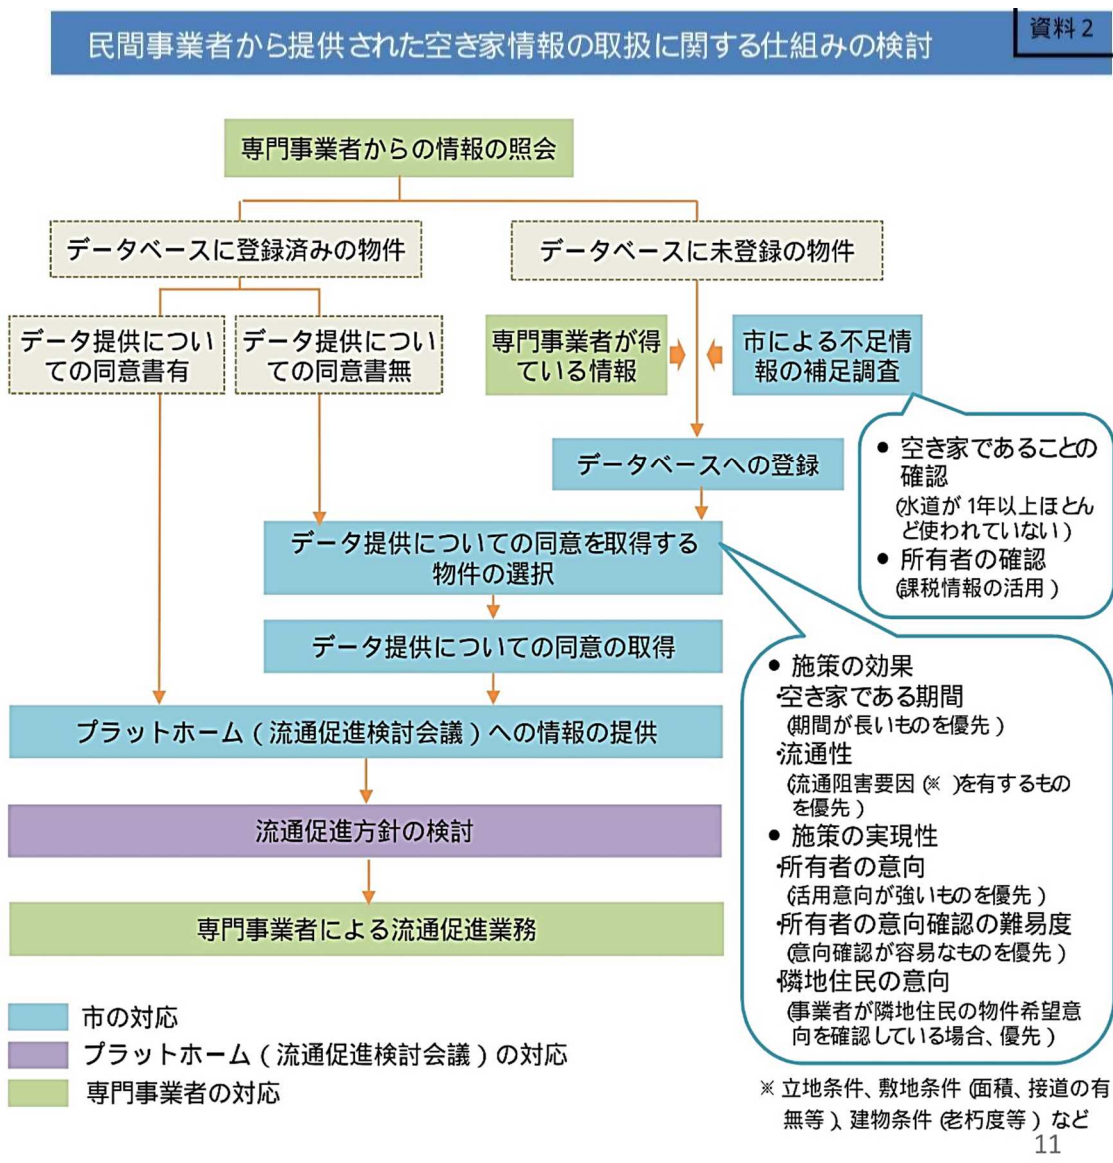 資料2
民間事業者から提供された空き家情報の取扱に関する仕組みの検討
専門事業者からの情報の照会
データベースに登録済みの物件
データベースに未登録の物件
データ提供につい
ての同意書有
データ提供につい
ての同意書無
専門事業者が得
ている情報
市による不足情
報の補足調査
データベースへの登録
● 空き家であることの
確認
(水道が 1年以上ほとん
ど使われていない)
● 所有者の確認
(課税情報の活用)
データ提供についての同意を取得する
物件の選択
データ提供についての同意の取得
プラットホーム(流通促進検討会議)への情報の提供
流通促進方針の検討
専門事業者による流通促進業務
● 施策の効果
・空き家である期間
(期間が長いものを優先)
・流通性
(流通阻害要因(※)を有するもの
を優先)
● 施策の実現性
・所有者の意向
(活用意向が強いものを優先)
・所有者の意向確認の難易度
(意向確認が容易なものを優先)
・隣地住民の意向
(事業者が隣地住民の物件希望意
向を確認している場合、優先)
市の対応
プラットホーム(流通促進検討会議)の対応
専門事業者の対応
※ 立地条件、敷地条件(面積、接道の有
無等)、建物条件(老朽度等)など
11